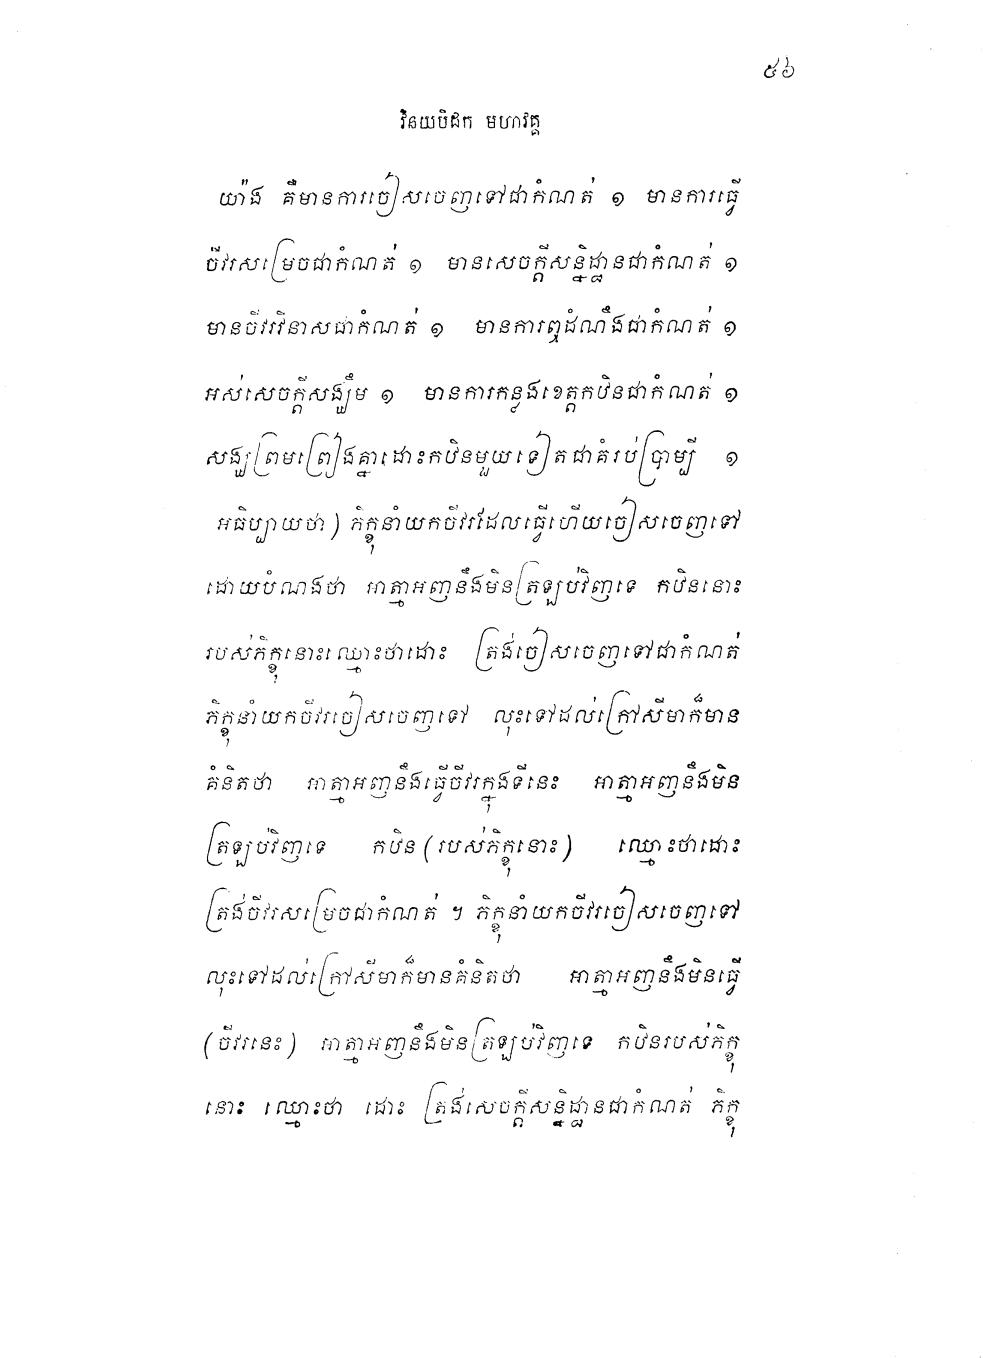 ៥៦
វិនយបិដក មហាវគ្គ
យ៉ាង គឺមានការចៀសចេញទៅជាកំណត់ ១ មានការធ្វើ
ចីវរសម្រេចជាកំណត់ ១ មានសេចក្តីសន្និដ្ឋានជាកំណត់ ១
មានចីវរវិនាសជាកំណត់ ១ មានការឮដំណឹងជាកំណត់ ១
អស់សេចក្តីសង្ឃឹម ១ មានការកន្លងខេត្តកឋិនជាកំណត់ ១
សង្ឃព្រមព្រៀងគ្នាដោះកឋិនមួយទៀតជាគំរប់ប្រាម្បី ១
អធិប្បាយថា) ភិក្ខុនាំយកចីវរដែលធ្វើហើយចៀសចេញទៅ
ដោយបំណងថា អាត្មាអញនឹងមិនត្រឡប់វិញទេ កឋិននោះ
របស់ភិក្ខុនោះឈ្មោះថាដោះ ត្រង់ចៀសចេញទៅជាកំណត់
ភិក្ខុនាំយកចីវរចៀសចេញទៅ លុះទៅដល់ក្រៅសីមាក៏មាន
គំនិតថា អាត្មាអញនឹងធ្វើចីវរក្នុងទីនេះ អាត្មាអញនឹងមិន
ត្រឡប់វិញទេ កឋិន (របស់ភិក្ខុនោះ) ឈ្មោះថាដោះ
ត្រង់ចីវរសម្រេចជាកំណត់ ។ ភិក្ខុនាំយកចីវរចៀសចេញទៅ
លុះទៅដល់ក្រៅសីមាក៏មានគំនិតថា អាត្មាអញនឹងមិនធ្វើ
(ចីវរនេះ) អាត្មាអញនឹងមិនត្រឡប់វិញទេ កឋិនរបស់ភិក្ខុ
នោះ ឈ្មោះថា ដោះ ត្រង់សេចក្តីសន្និដ្ឋានជាកំណត់ ភិក្ខុ